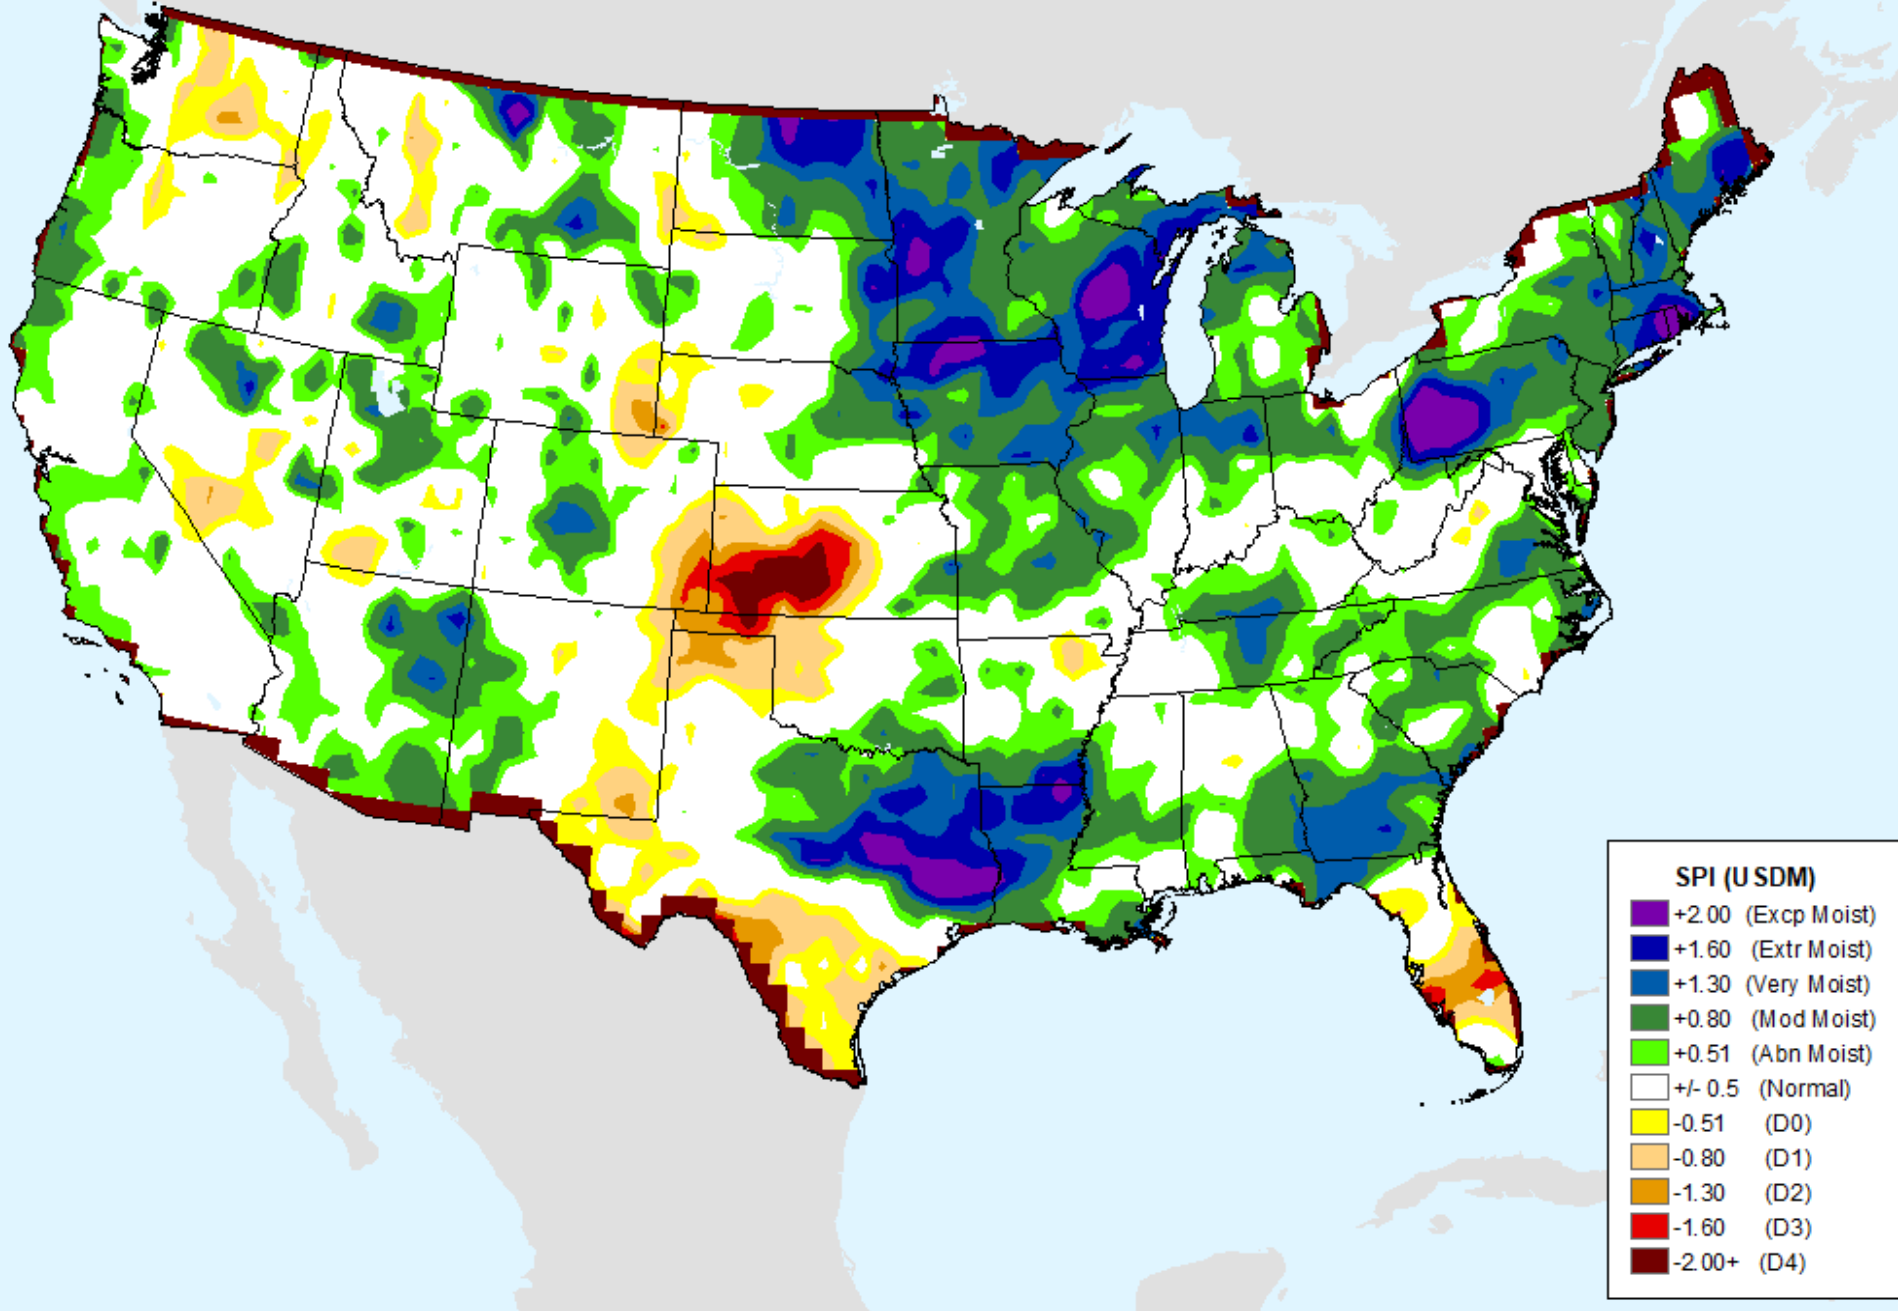 SPI (USDM)
+2.00 (Excp Moist)
+1.60 (Extr Moist)
+1.30 (Very Moist)
+0.80 (Mod Moist)
+0.51 (Abn Moist)
+/- 0.5 (Normal)
-0.51 (D0)
-0.80 (D1)
-1.30 (D2)
-1.60 (D3)
-2.00+ (D4)